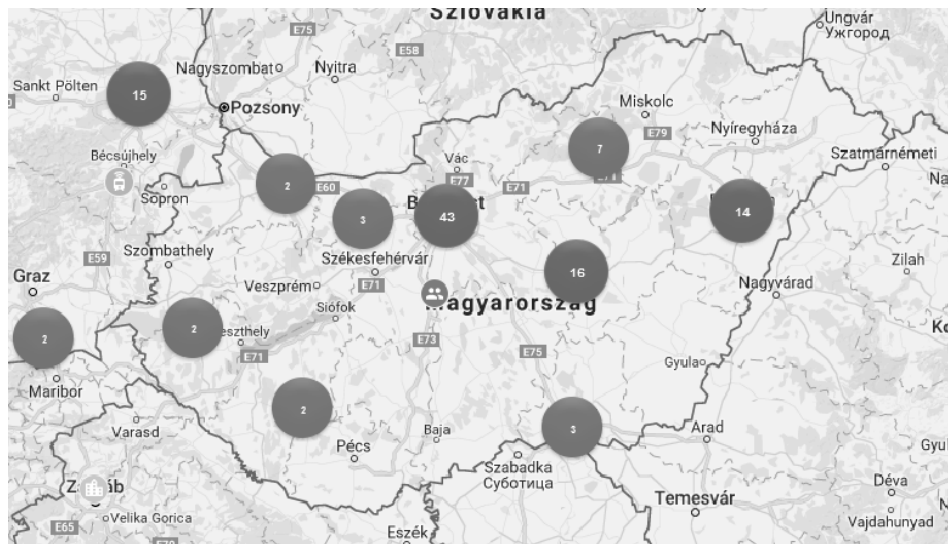 Szlovákia
Ungvár
Ужгород
E75
E58
Nagyszombat
Nyitra
Sankt Pölten
15
Pozsony
Miskolc
E79
Nyíregyháza
Bécsújhely
7
Vác
E77
Szatmárnémeti
Sopron
2
E60
E71
3
43
14
Szombathely
Székesfehérvár
16
E59
E71
Zilah
Graz
Veszprém
Nagyvárad
Siófok
Magyarország
2
2
E71
E73
E75
Gyula
Maribor
2
3
Varasd
Pécs
Baja
Arad
Szabadka
Суботица
Déva
Temesvár
Velika Gorica
E65
Eszék
Vajdahunyad